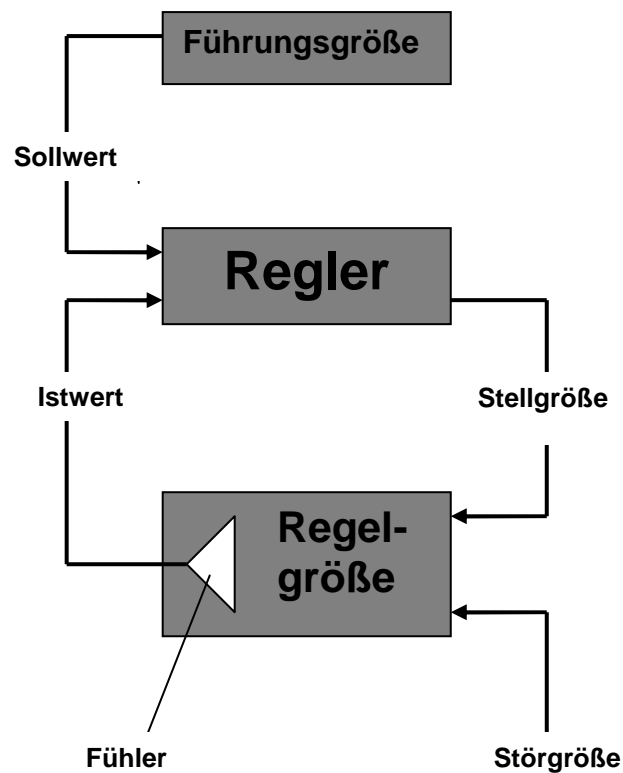 Führungsgröße
Sollwert
Regler
Istwert
Stellgröße
Regel-
größe
Fühler
Störgröße